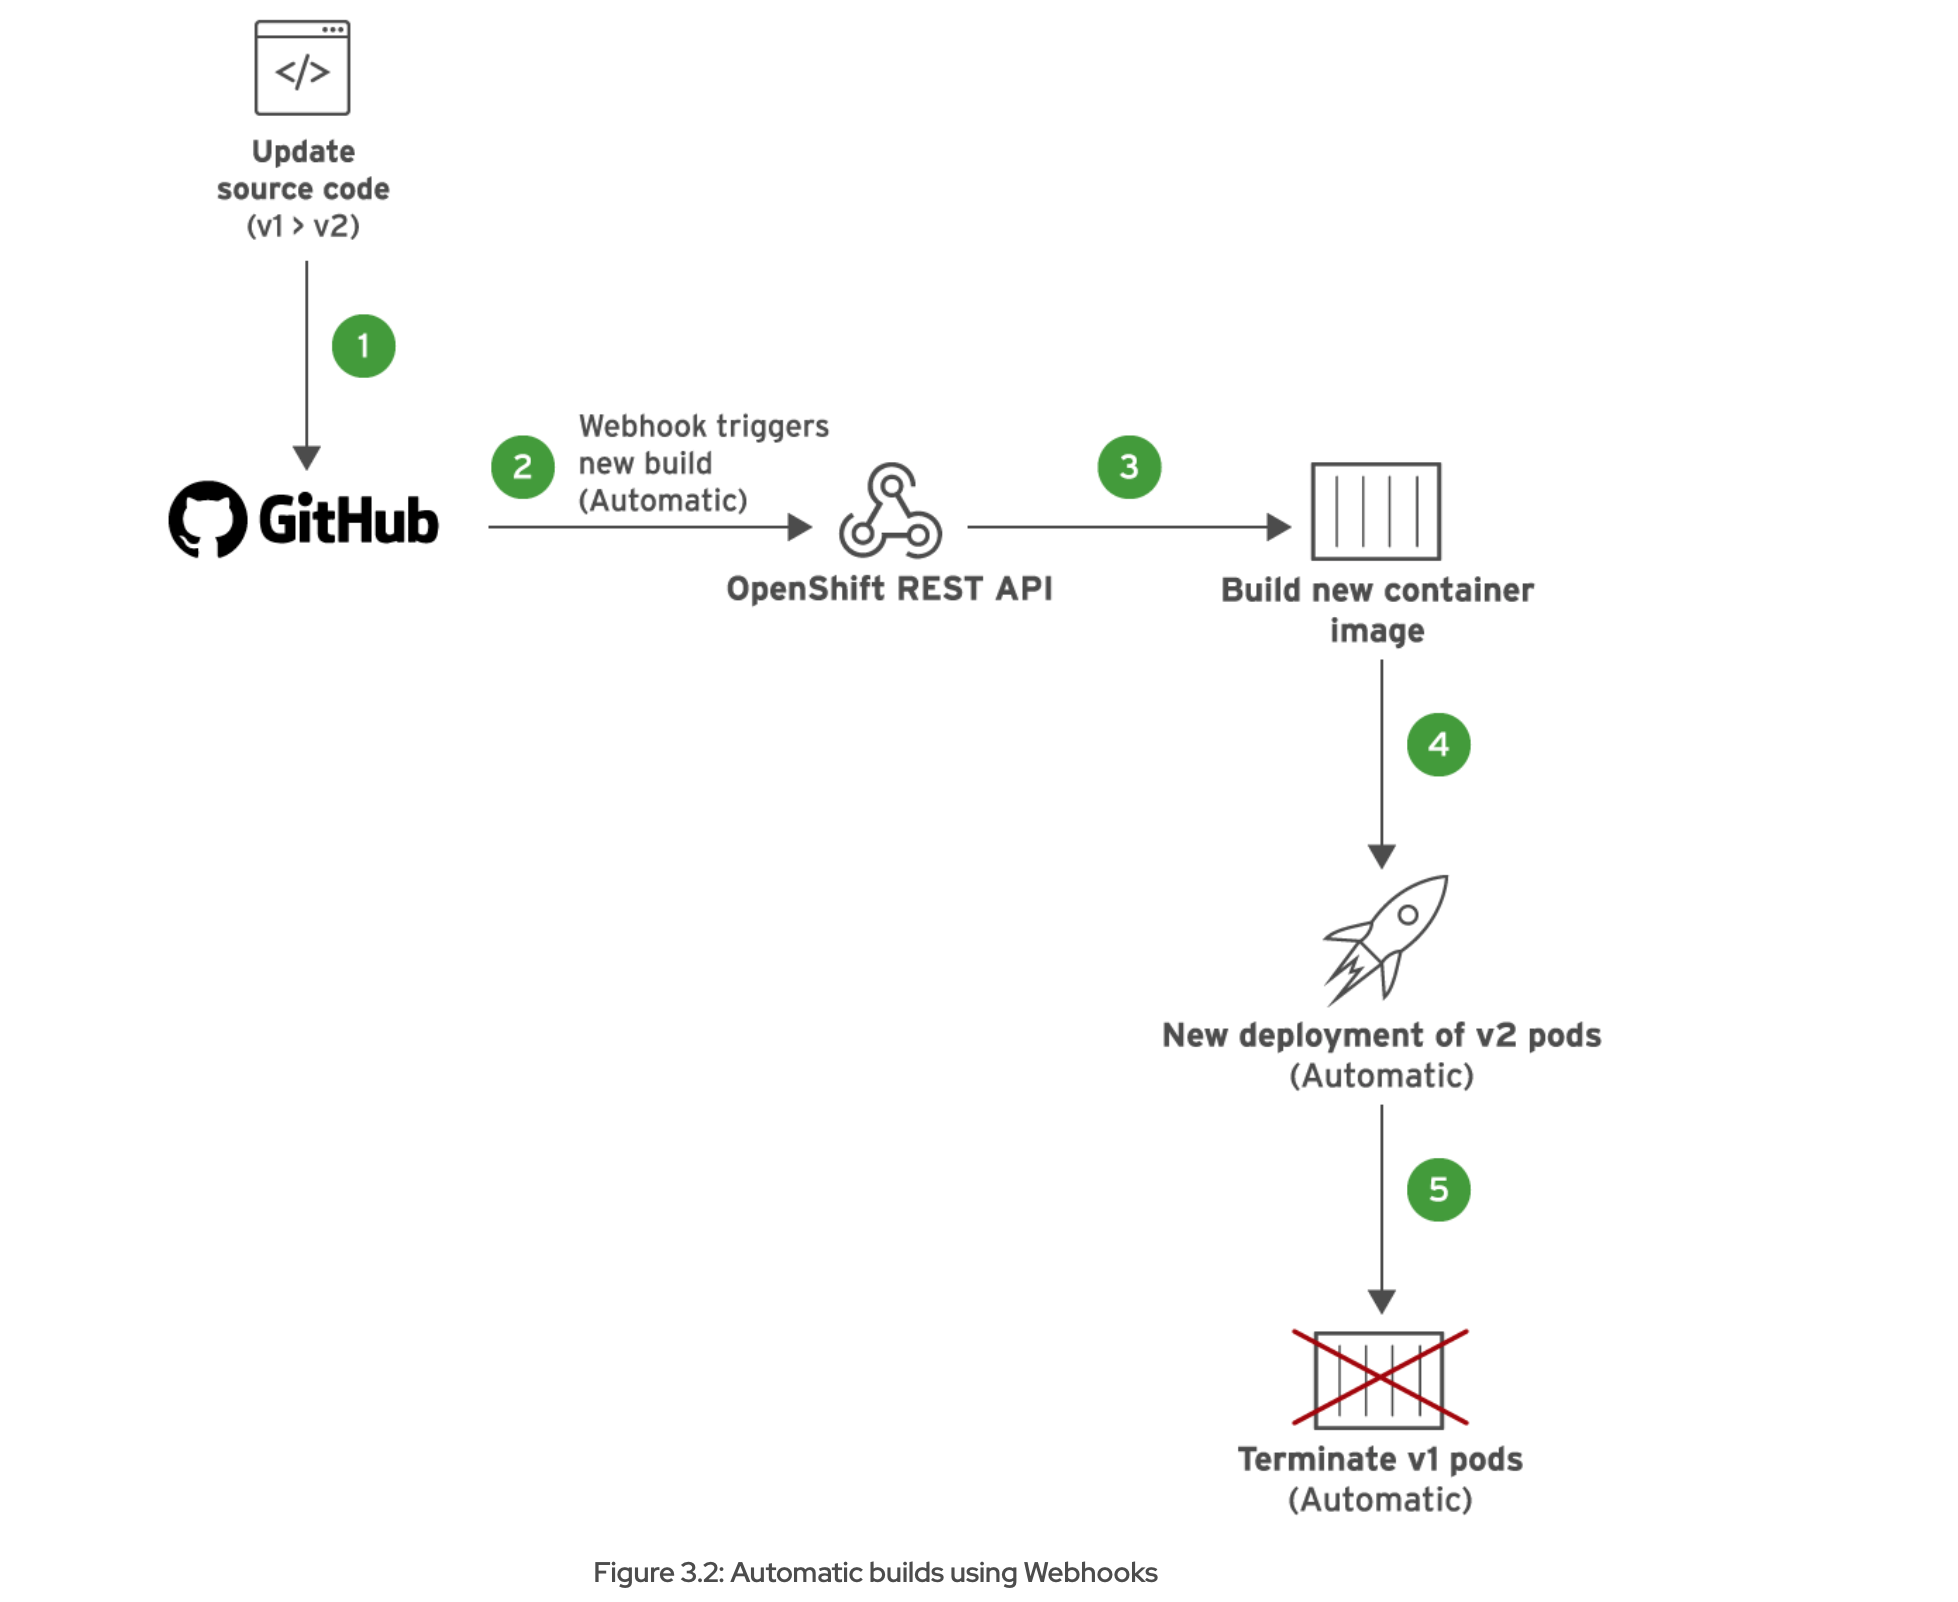 </>
Update
source code
(v1 > v2)
1
GitHub
2
Webhook triggers
new build
(Automatic)
OpenShift REST API
3
Build new container
image
4
New deployment of v2 pods
(Automatic)
5
Terminate v1 pods
(Automatic)
Figure 3.2: Automatic builds using Webhooks